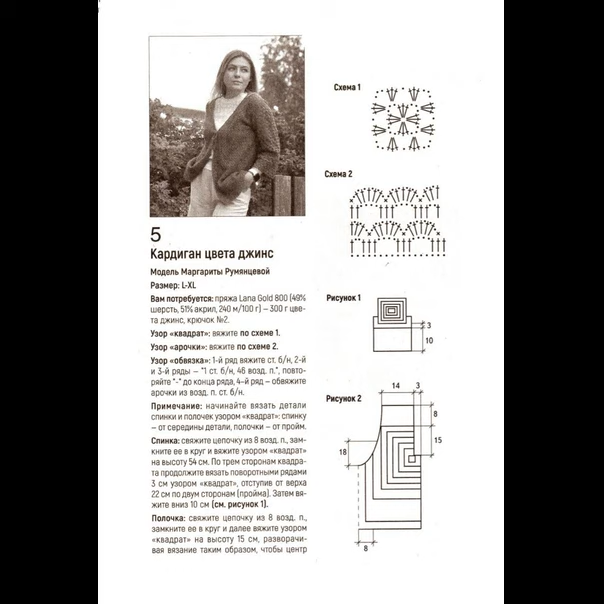 Схема 1
Схема 2
5
Кардиган цвета джинс
Модель Маргариты Румянцевой
Размер: L-XL
Вам потребуется: пряжа Lana Gold 800 (49%
шерсть, 51% акрил, 240 м/100 г) – 300 г цве-
та джинс, крючок №2.
Узор «квадрат»: вяжите по схеме 1.
Узор «арочки»: вяжите по схеме 2.
Узор «обвязка»: 1-й ряд вяжите ст. б/н, 2-й
и 3-й ряды – "1 ст. б/н, 46 возд. п.", повто-
ряйте "-" до конца ряда, 4-й ряд – обвяжите
арочки из возд. п. ст. б/н.
Примечание: начинайте вязать детали
спинки и полочек узором «квадрат»: спинку
– от середины детали, полочки – от пройм.
Спинка: свяжите цепочку из 8 возд. п., зам-
кните ее в круг и вяжите узором «квадрат»
на высоту 54 см. По трем сторонам квадра-
та продолжите вязать поворотными рядами
3 см узором «квадрат», отступив от верха
22 см по двум сторонам (пройма). Затем вя-
жите вниз 10 см (см. рисунок 1).
Полочка: свяжите цепочку из 8 возд. п.,
замкните ее в круг и далее вяжите узором
«квадрат» на высоту 15 см, разворачи-
вая вязание таким образом, чтобы центр
Рисунок 1
3
10
Рисунок 2
14
3
8
15
18
8